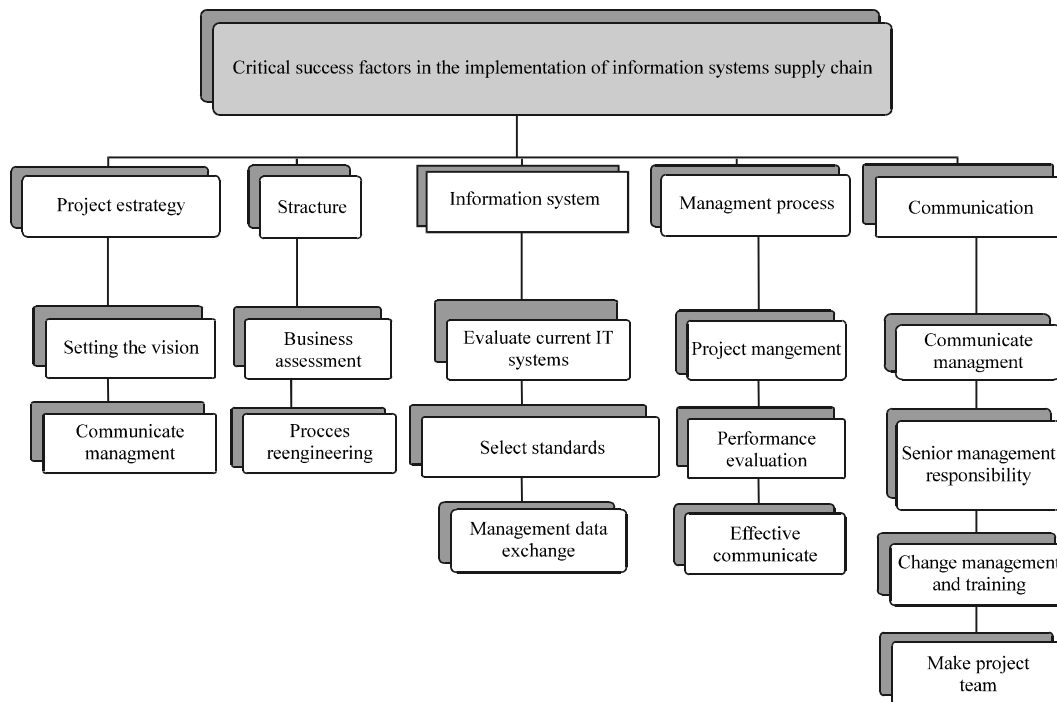 Critical success factors in the implementation of information systems supply chain
Project estrategy
Stracture
Information system
Managment process
Communication
Setting the vision
Communicate
managment
Business
assessment
Procces
reengineering
Evaluate current IT
systems
Select standards
Management data
exchange
Project mangement
Performance
evaluation
Effective
communicate
Communicate
managment
Senior management
responsibility
Change management
and training
Make project
team